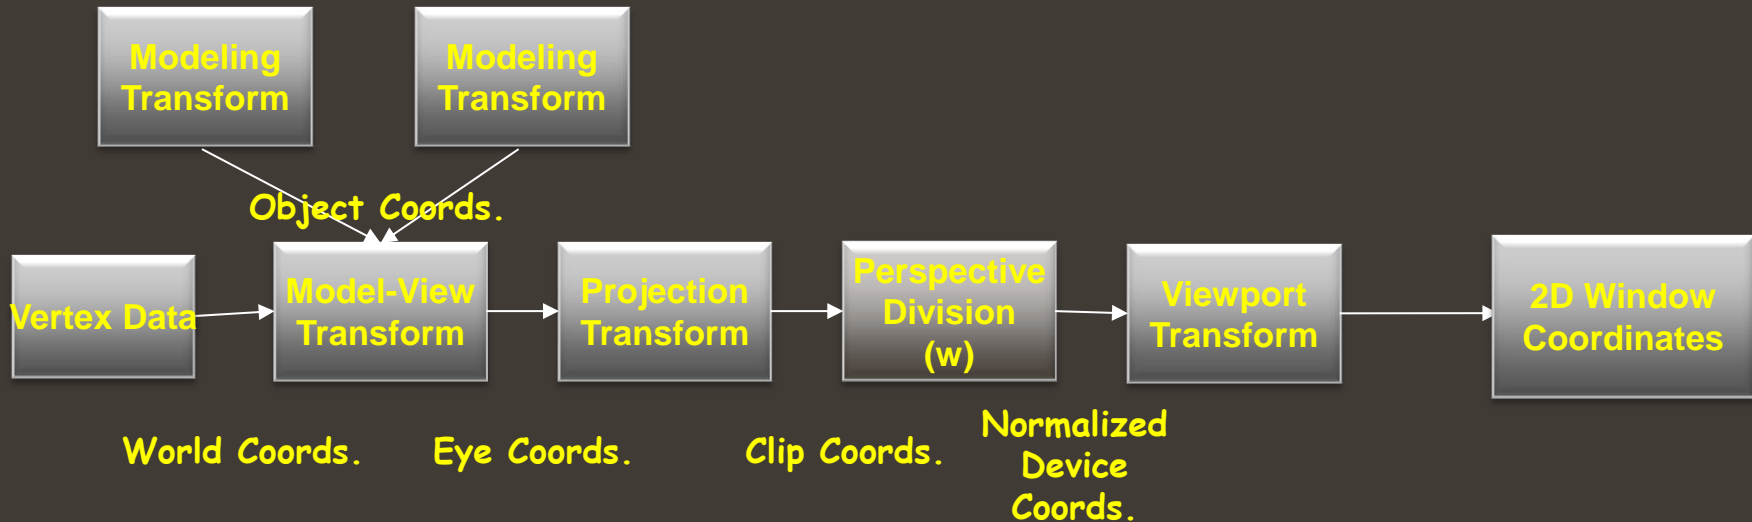 Modeling
Transform
Modeling
Transform
Object Coords.
Vertex Data
Model-View
Transform
Projection
Transform
Perspective
Division
(w)
Viewport
Transform
2D Window
Coordinates
World Coords.
Eye Coords.
Clip Coords.
Normalized
Device
Coords.